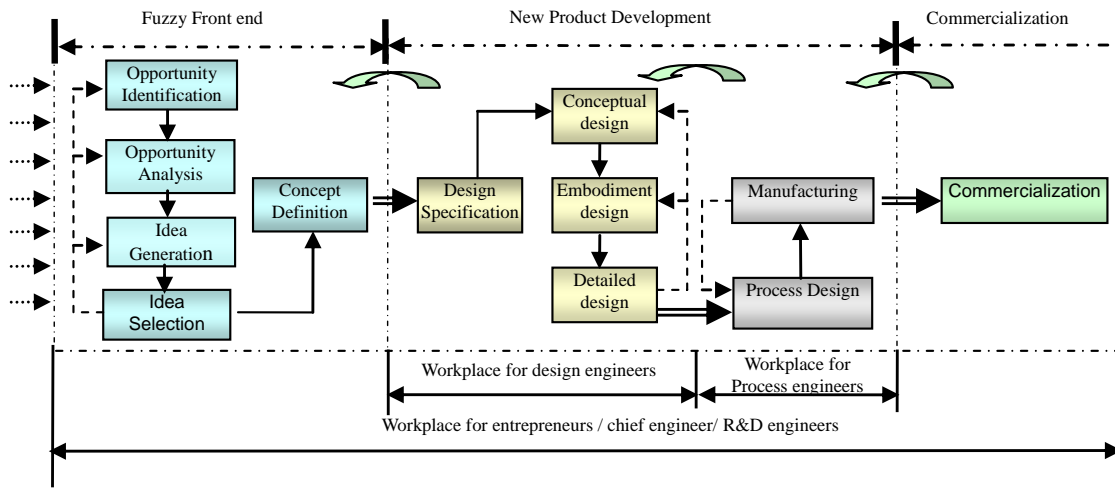 Fuzzy Front end
New Product Development
Commercialization
Opportunity
Identification
Opportunity
Analysis
Idea
Generation
Idea
Selection
Concept
Definition
Design
Specification
Conceptual
design
Embodiment
design
Detailed
design
Manufacturing
Process Design
Commercialization
Workplace for design engineers
Workplace for
Process engineers
Workplace for entrepreneurs / chief engineer/ R&D engineers